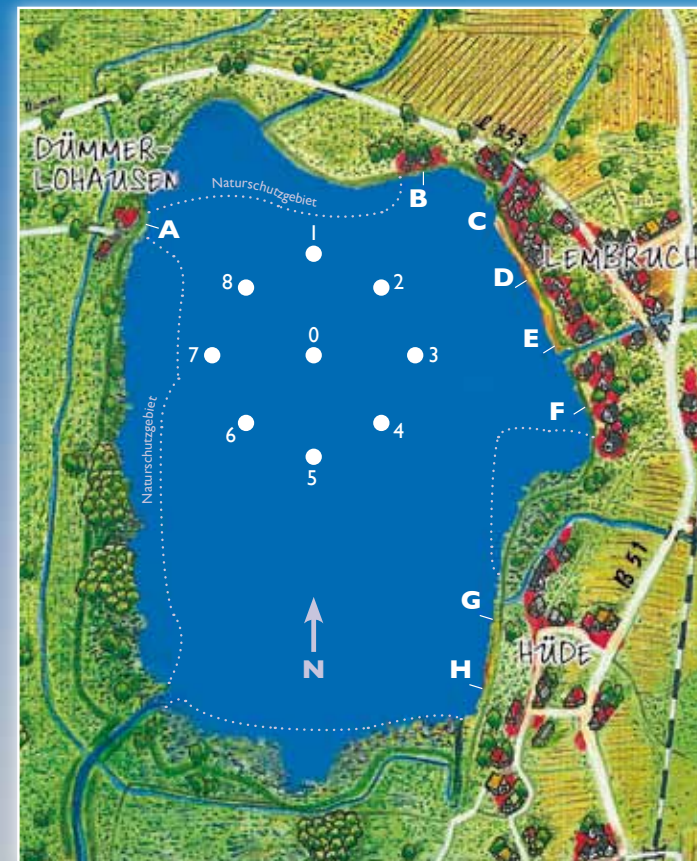 L 853
DÜMMER-
LOHAUSEN
Naturschutzgebiet
B
A
C
1
LEMBRUCH
D
8
2
E
0
7
3
F
6
4
5
Naturschutzgebiet
B 51
G
HÜDE
H
N